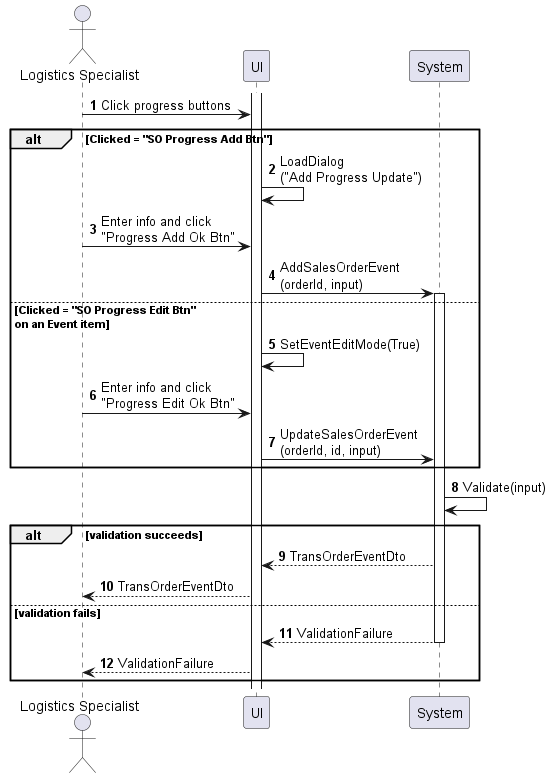 Logistics Specialist
UI
System
1 Click progress buttons
alt
[Clicked = "SO Progress Add Btn"]
2 LoadDialog
("Add Progress Update")
3 Enter info and click
"Progress Add Ok Btn"
4 AddSalesOrderEvent
(orderId, input)
[Clicked = "SO Progress Edit Btn"
on an Event item]
5 SetEventEditMode(True)
6 Enter info and click
"Progress Edit Ok Btn"
7 UpdateSalesOrderEvent
(orderId, id, input)
8 Validate(input)
alt
[validation succeeds]
9 TransOrderEventDto
10 TransOrderEventDto
[validation fails]
11 ValidationFailure
12 ValidationFailure
Logistics Specialist
UI
System